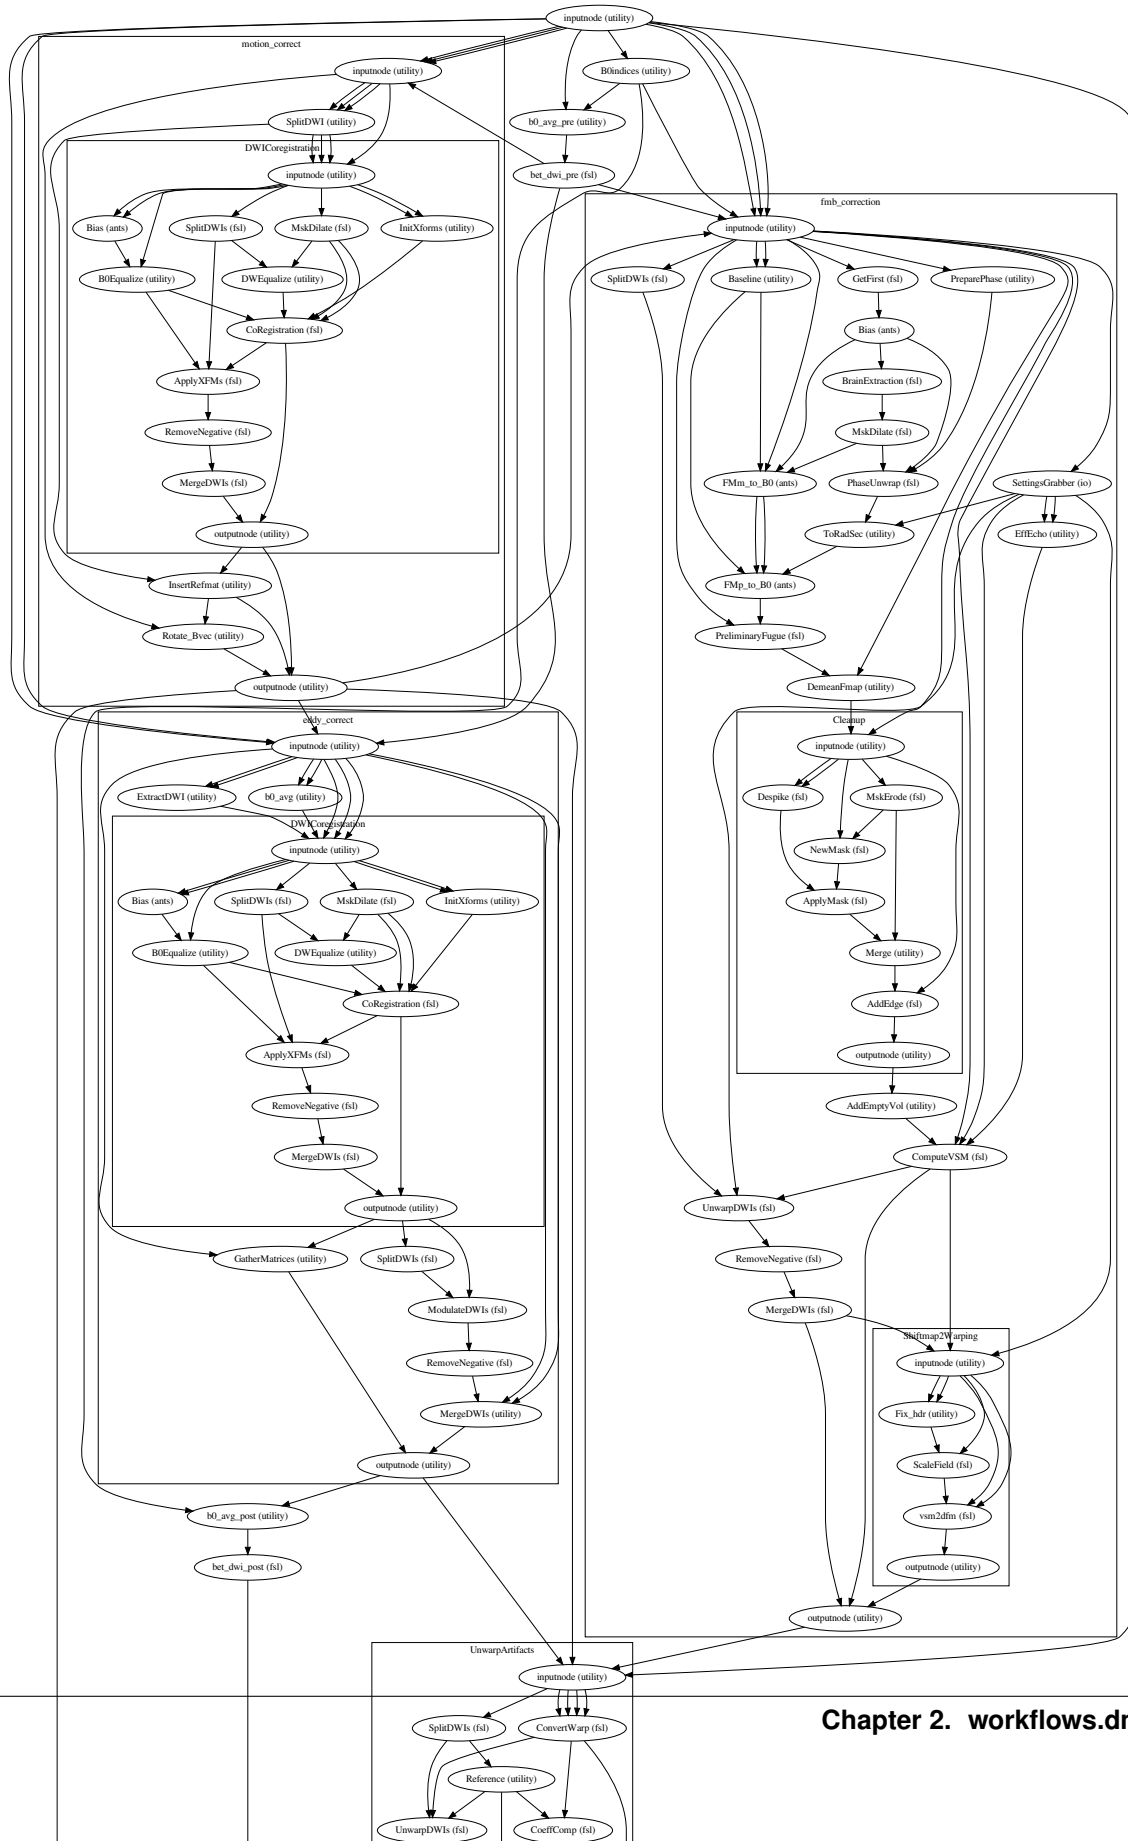 inputnode (utility)
motion_correct
inputnode (utility)
B0indices (utility)
SplitDWI (utility)
b0_avg_pre (utility)
DWICoregistration
inputnode (utility)
bet_dwi_pre (fsl)
fmb_correction
Bias (ants)
SplitDWIs (fsl)
MskDilate (fsl)
InitXforms (utility)
inputnode (utility)
B0Equalize (utility)
DWEqualize (utility)
SplitDWIs (fsl)
Baseline (utility)
GetFirst (fsl)
PreparePhase (utility)
CoRegistration (fsl)
Bias (ants)
ApplyXFMs (fsl)
BrainExtraction (fsl)
RemoveNegative (fsl)
MskDilate (fsl)
MergeDWIs (fsl)
FMm_to_B0 (ants)
PhaseUnwrap (fsl)
SettingsGrabber (io)
outputnode (utility)
ToRadSec (utility)
EffEcho (utility)
InsertRefmat (utility)
FMp_to_B0 (ants)
Rotate_Bvec (utility)
PreliminaryFugue (fsl)
outputnode (utility)
DemeanFmap (utility)
eddy_correct
Cleanup
inputnode (utility)
inputnode (utility)
ExtractDWI (utility)
b0_avg (utility)
Despike (fsl)
MskErode (fsl)
DWICoregistration
inputnode (utility)
NewMask (fsl)
Bias (ants)
SplitDWIs (fsl)
MskDilate (fsl)
InitXforms (utility)
ApplyMask (fsl)
B0Equalize (utility)
DWEqualize (utility)
Merge (utility)
CoRegistration (fsl)
AddEdge (fsl)
ApplyXFMs (fsl)
outputnode (utility)
RemoveNegative (fsl)
AddEmptyVol (utility)
MergeDWIs (fsl)
ComputeVSM (fsl)
outputnode (utility)
UnwarpDWIs (fsl)
GatherMatrices (utility)
SplitDWIs (fsl)
RemoveNegative (fsl)
ModulateDWIs (fsl)
MergeDWIs (fsl)
Shiftmap2Warping
RemoveNegative (fsl)
inputnode (utility)
MergeDWIs (utility)
Fix_hdr (utility)
outputnode (utility)
ScaleField (fsl)
b0_avg_post (utility)
vsm2dfm (fsl)
bet_dwi_post (fsl)
outputnode (utility)
outputnode (utility)
UnwarpArtifacts
inputnode (utility)
SplitDWIs (fsl)
ConvertWarp (fsl)
Chapter 2. workflows.dm
Reference (utility)
UnwarpDWIs (fsl)
CoeffComp (fsl)